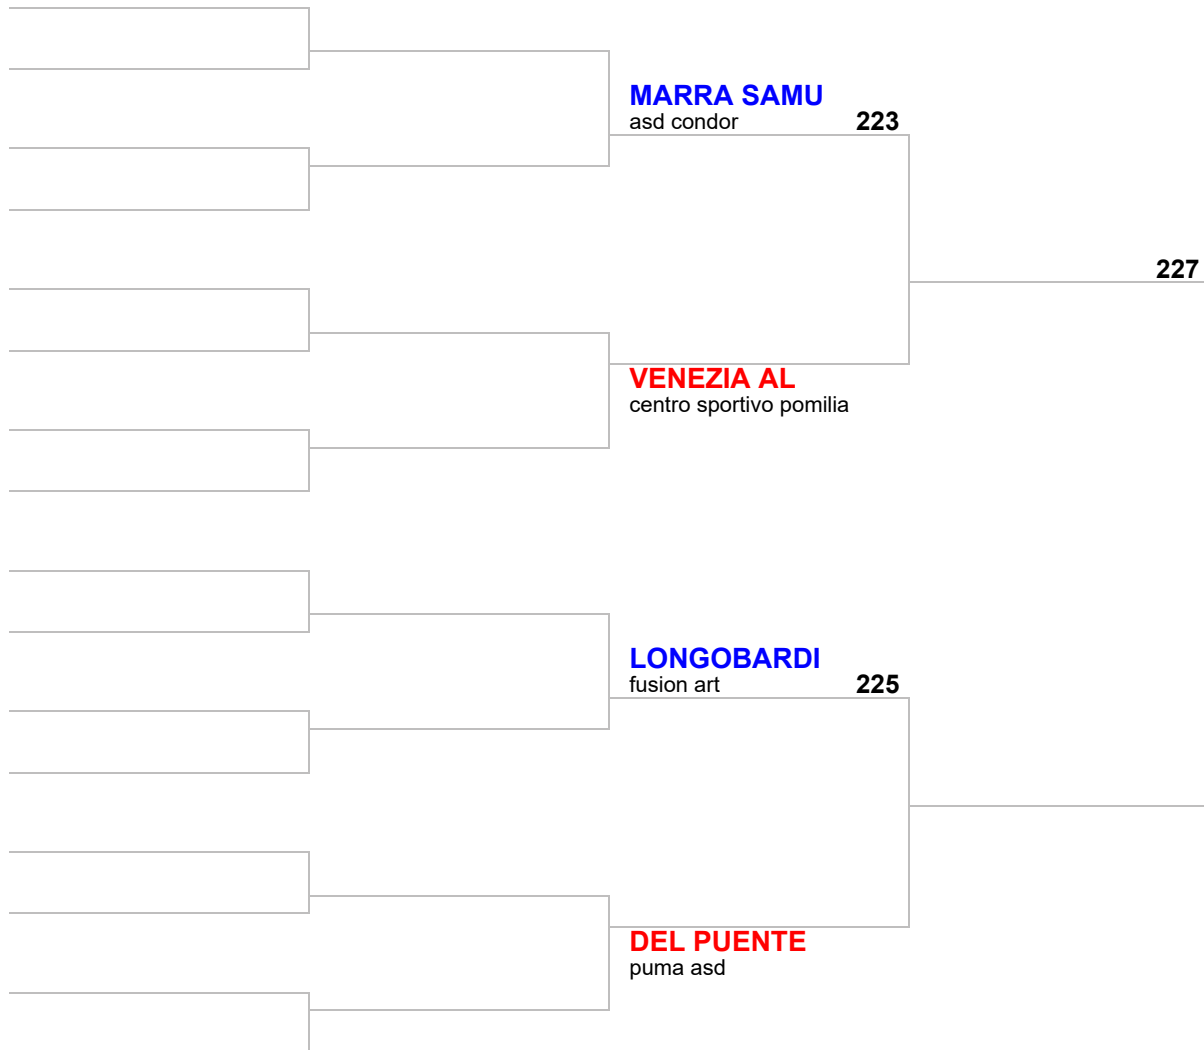 MARRA SAMU
asd condor
223
227
VENEZIA AL
centro sportivo pomilia
LONGOBARDI
fusion art
225
DEL PUENTE
puma asd